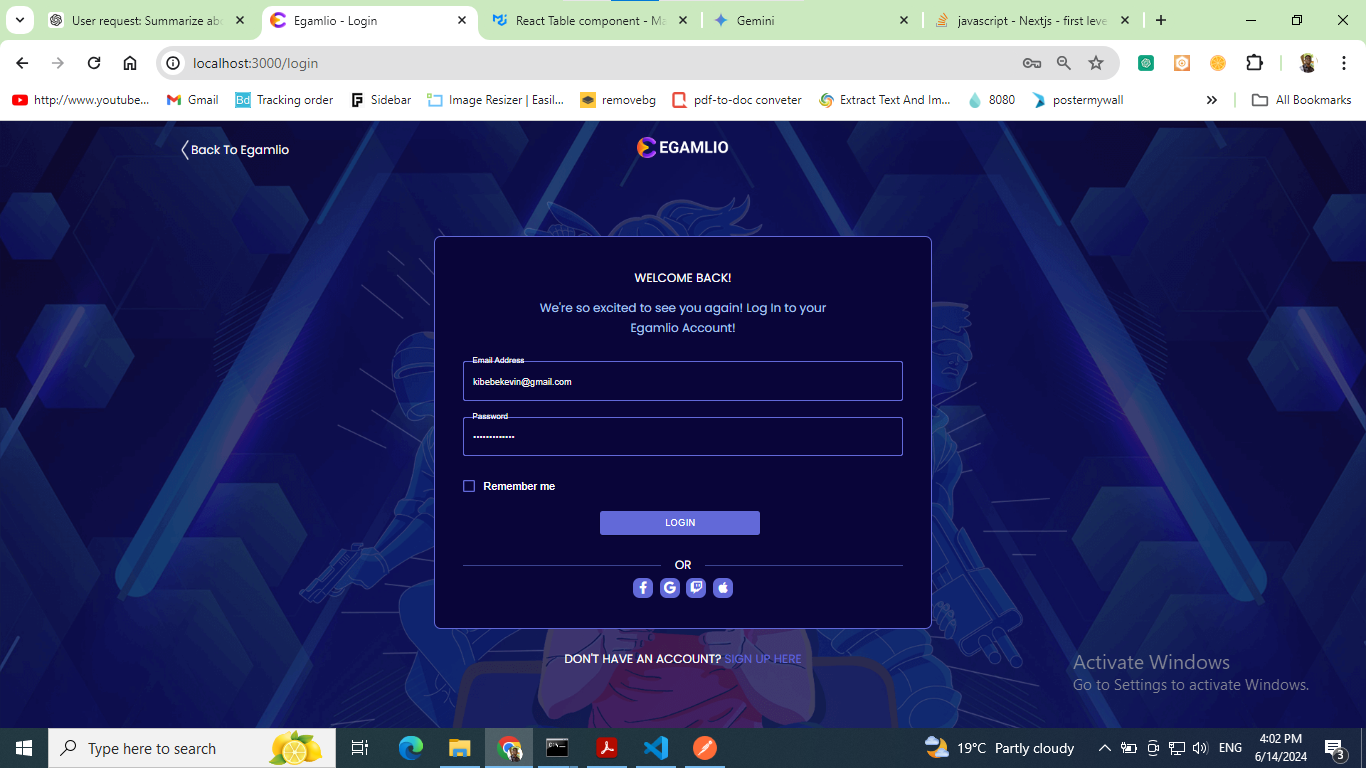 User request: Summarize abo
Egamlio - Login
React Table component - Ma
Gemini
javascript - Nextjs - first leve
localhost:3000/login
http://www.youtube...
Gmail
Bd Tracking order
Sidebar
Image Resizer | Easil...
removebg
pdf-to-doc conveter
Extract Text And Im...
8080
postermywall
All Bookmarks
Back To Egamlio
EGAMLIO
WELCOME BACK!
We're so excited to see you again! Log In to your
Egamlio Account!
Email Address
kibebekevin@gmail.com
Password
Remember me
LOGIN
OR
DON'T HAVE AN ACCOUNT? SIGN UP HERE
Activate Windows
Go to Settings to activate Windows.
Type here to search
19°C Partly cloudy
ENG
4:02 PM
6/14/2024
3